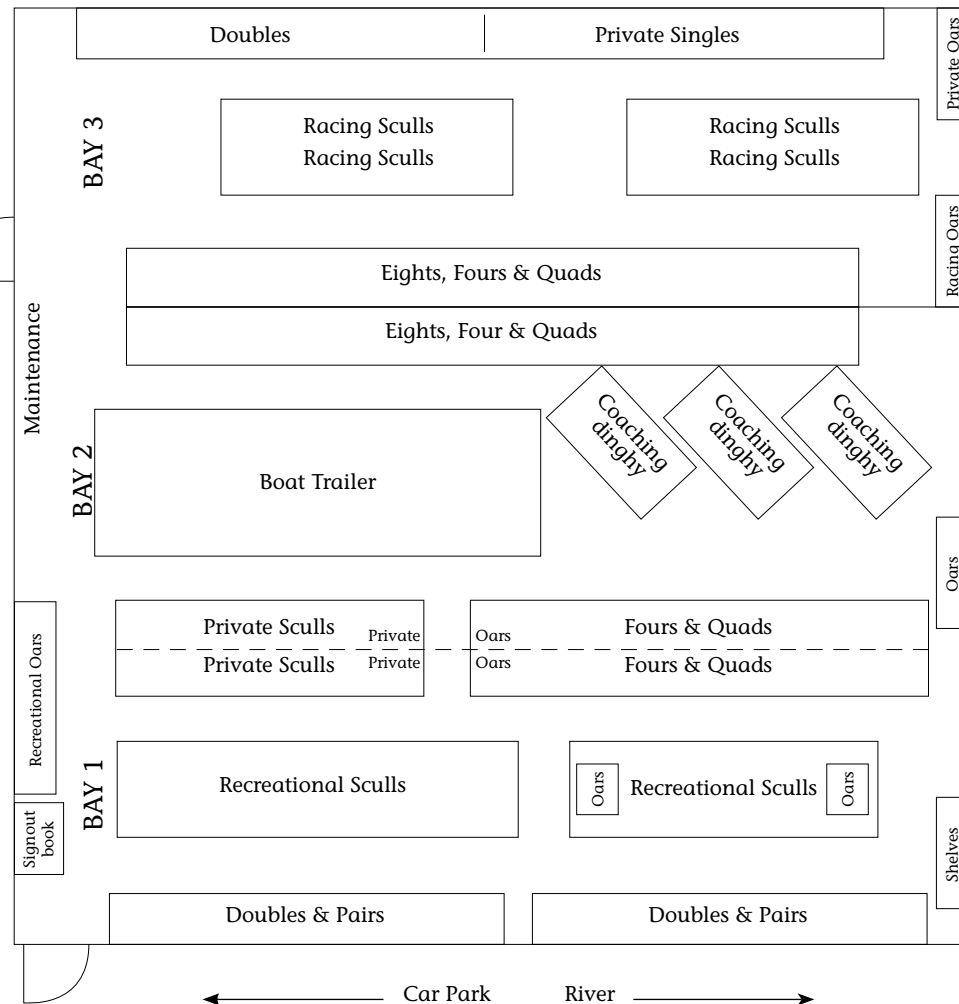 Doubles
Private Singles
Private Oars
BAY 3
Racing Sculls
Racing Sculls
Racing Sculls
Racing Sculls
Racing Oars
Eights, Fours & Quads
Eights, Four & Quads
Maintenance
Coaching
dinghy
Coaching
dinghy
Coaching
dinghy
BAY 2
Boat Trailer
Oars
Private Sculls
Private
Oars
Fours & Quads
Private Sculls
Private
Oars
Fours & Quads
Recreational Oars
BAY 1
Recreational Sculls
Oars
Recreational Sculls
Oars
Signout
book
Shelves
Doubles & Pairs
Doubles & Pairs
Car Park
River